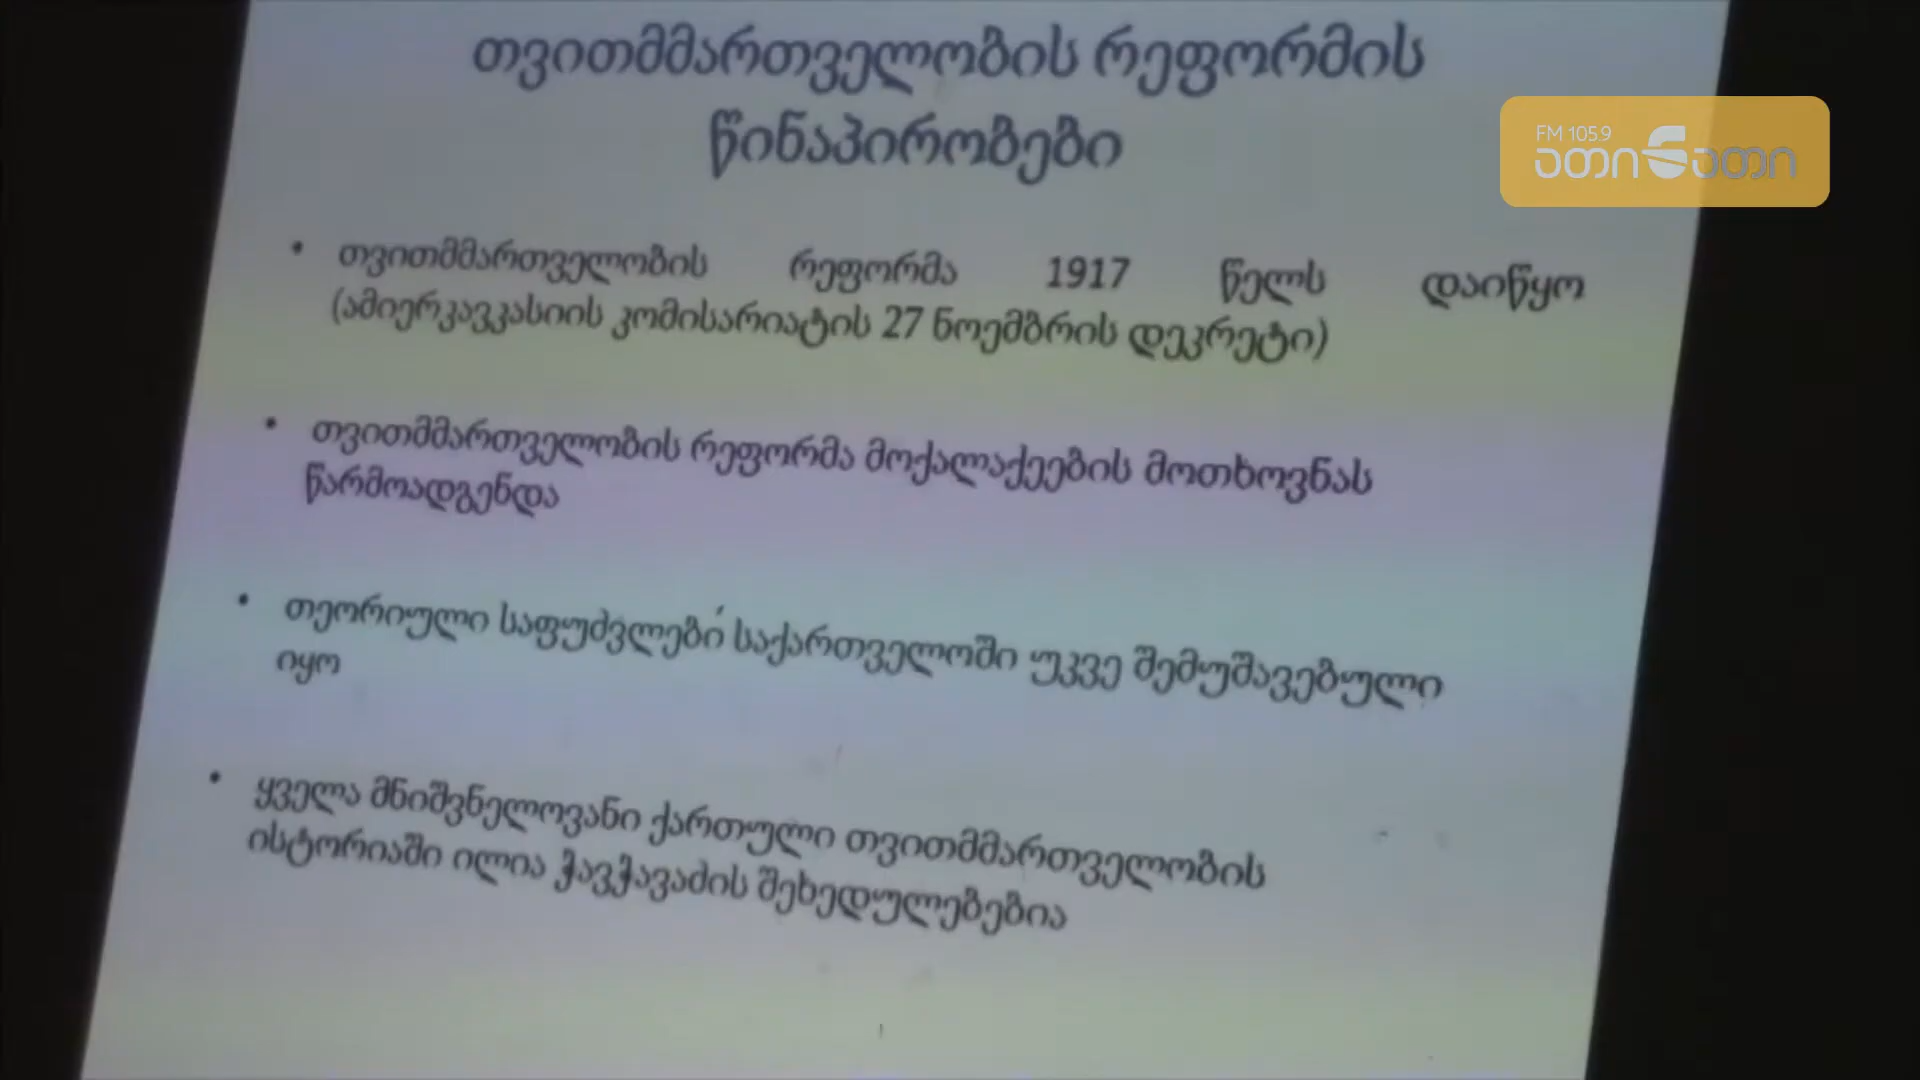 თვითმმართველობის რეფორმის
წინაპირობები
FM 105.9
ათინათი
• თვითმმართველობის რეფორმა 1917 წელს დაიწყო
(ამიერკავკასიის კომისარიატის 27 ნოემბრის დეკრეტი)
• თვითმმართველობის რეფორმა მოქალაქეების მოთხოვნას
წარმოადგენდა
• თეორიული საფუძვლები საქართველოში უკვე შემუშავებული
იყო
• ყველა მნიშვნელოვანი ქართული თვითმმართველობის
ისტორიაში ილია ჭავჭავაძის შეხედულებებია